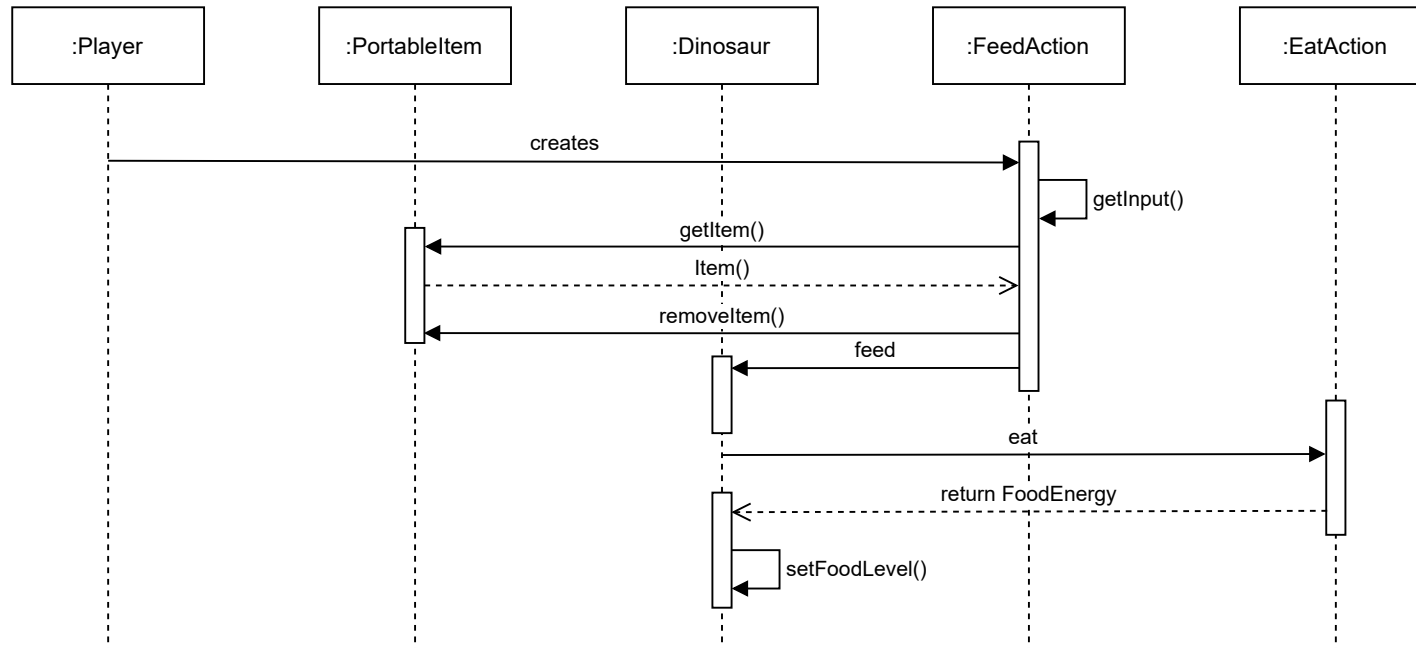 :Player
:PortableItem
:Dinosaur
:FeedAction
:EatAction
creates
getInput()
getItem()
Item()
removeItem()
feed
eat
return FoodEnergy
setFoodLevel()